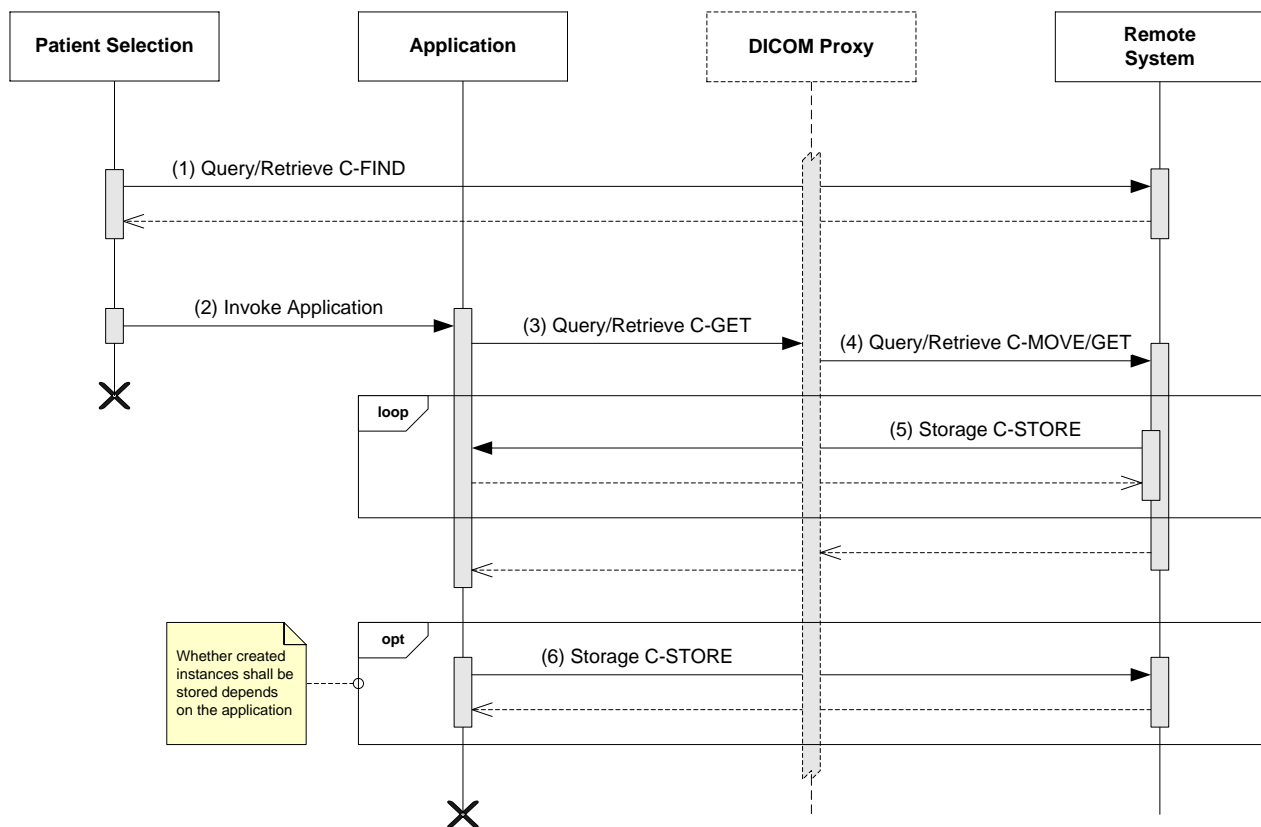 Patient Selection
Application
DICOM Proxy
Remote
System
(1) Query/Retrieve C-FIND
(2) Invoke Application
(3) Query/Retrieve C-GET
(4) Query/Retrieve C-MOVE/GET
loop
(5) Storage C-STORE
opt
Whether created
instances shall be
stored depends
on the application
(6) Storage C-STORE